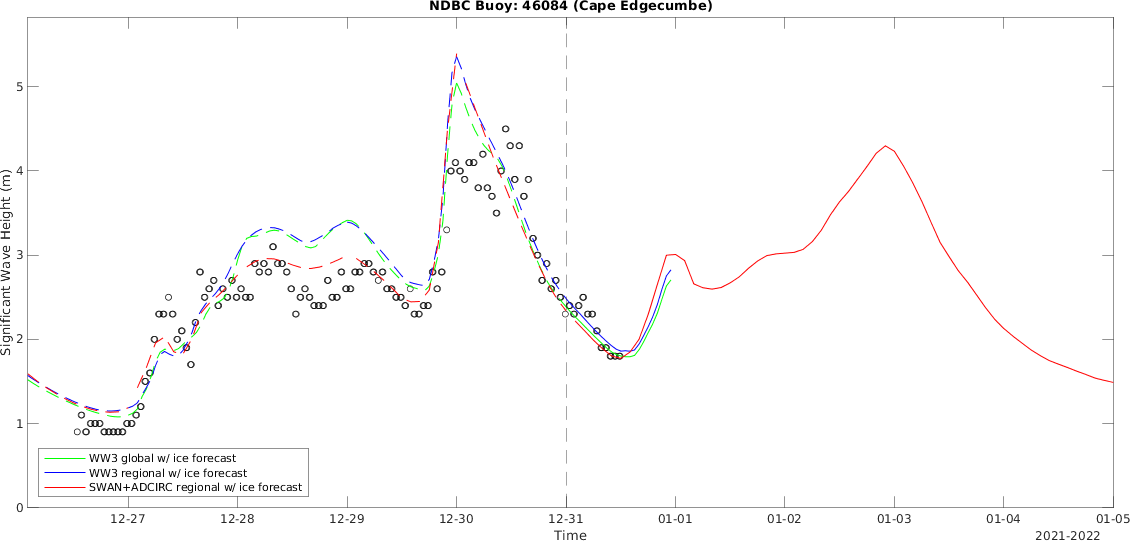 NDBC Buoy: 46084 (Cape Edgecumbe)
Significant Wave Height (m)
5
4
3
2
1
0
WW3 global w/ ice forecast
WW3 regional w/ ice forecast
SWAN+ADCIRC regional w/ ice forecast
12-27 12-28 12-29 12-30 12-31 01-01 01-02 01-03 01-04 01-05
Time
2021-2022